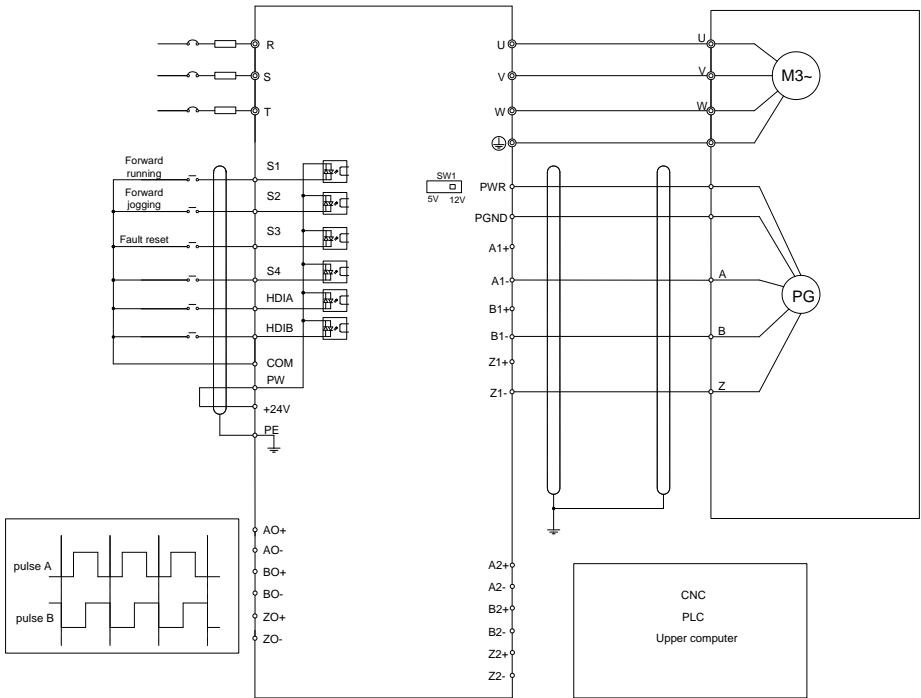 R
S
T
Forward
running
Forward
jogging
Fault reset
S1
S2
S3
S4
HDIA
HDIB
COM
PW
+24V
PE
SW1
5V 12V
U
V
W
PWR
PGND
A1+
A1-
B1+
B1-
Z1+
Z1-
U
V
W
M3~
A
B
Z
PG
pulse A
pulse B
AO+
AO-
BO+
BO-
ZO+
ZO-
A2+
A2-
B2+
B2-
Z2+
Z2-
CNC
PLC
Upper computer